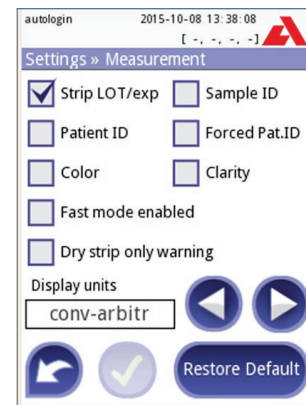 autologin 2015-10-08 13:38:08
[ -, -, -, -]
Settings » Measurement
Strip LOT/exp Sample ID
Patient ID Forced Pat.ID
Color Clarity
Fast mode enabled
Dry strip only warning
Display units
conv-arbitr
Restore Default